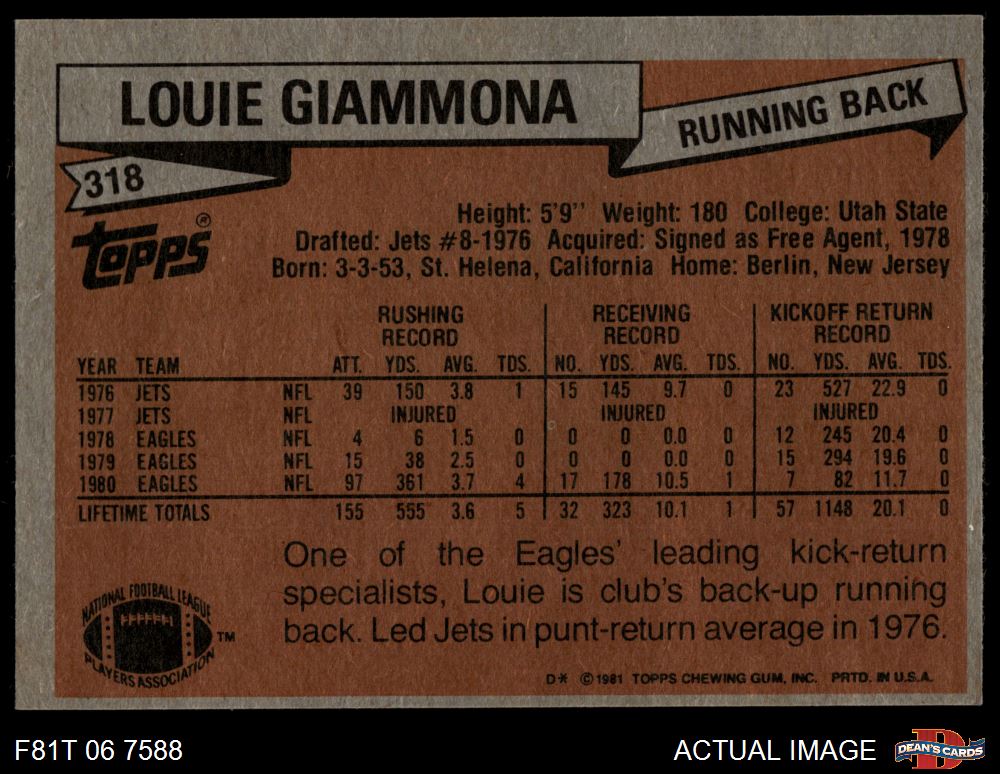 LOUIE GIAMMONA
RUNNING BACK
318
Topps®
Height: 5'9'' Weight: 180 College: Utah State
Drafted: Jets #8-1976 Acquired: Signed as Free Agent, 1978
Born: 3-3-53, St. Helena, California Home: Berlin, New Jersey
RUSHING RECORD RECEIVING RECORD KICKOFF RETURN RECORD
YEAR TEAM ATT. YDS. AVG. TDS. NO. YDS. AVG. TDS. NO. YDS. AVG. TDS.
1976 JETS NFL 39 150 3.8 1 15 145 9.7 0 23 527 22.9 0
1977 JETS NFL INJURED INJURED INJURED
1978 EAGLES NFL 4 6 1.5 0 0 0 0.0 0 12 245 20.4 0
1979 EAGLES NFL 15 38 2.5 0 0 0 0.0 0 15 294 19.6 0
1980 EAGLES NFL 97 361 3.7 4 17 178 10.5 1 7 82 11.7 0
LIFETIME TOTALS 155 555 3.6 5 32 323 10.1 1 57 1148 20.1 0
One of the Eagles' leading kick-return
specialists, Louie is club's back-up running
back. Led Jets in punt-return average in 1976.
NATIONAL FOOTBALL LEAGUE
PLAYERS ASSOCIATION
TM
D* ©1981 TOPPS CHEWING GUM, INC. PRTD. IN U.S.A.
F81T 06 7588
ACTUAL IMAGE
D
DEAN'S CARDS